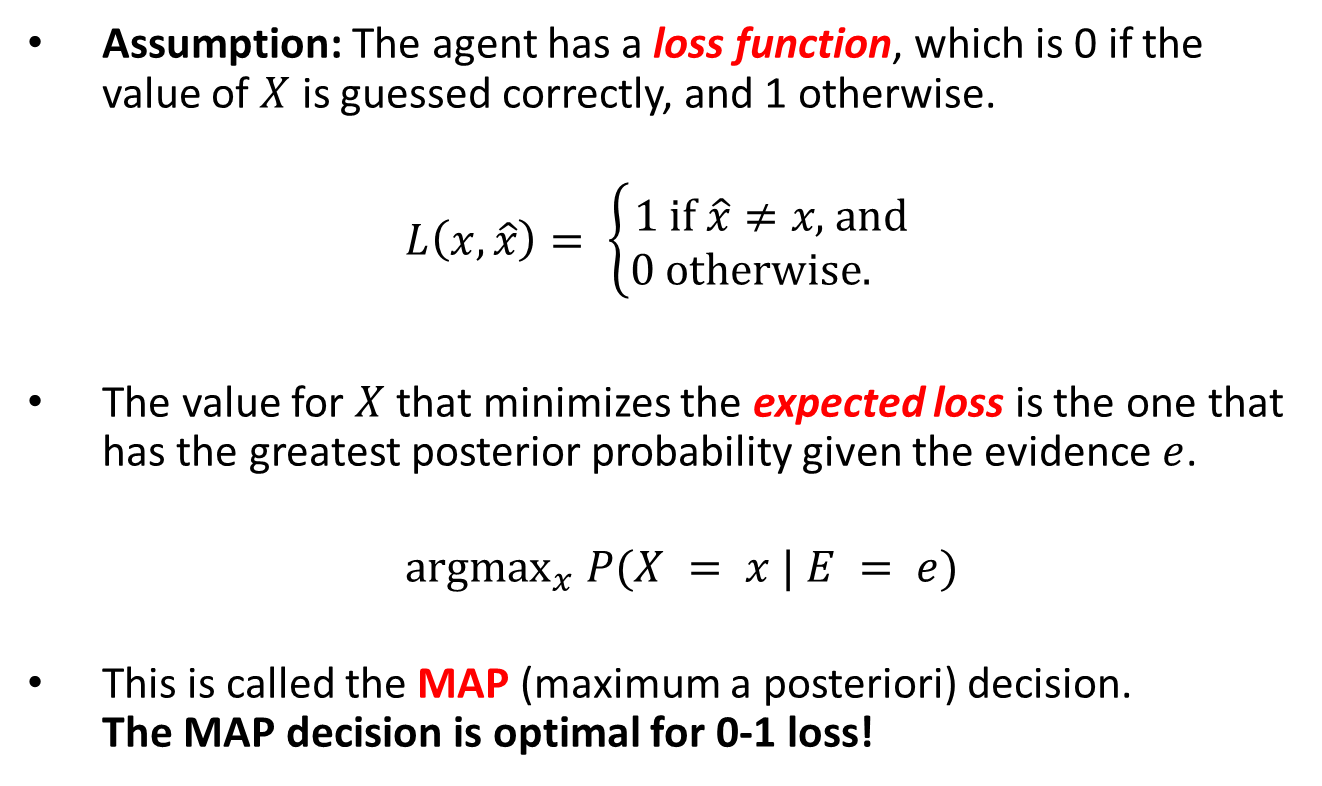 • Assumption: The agent has a loss function, which is 0 if the
value of X is guessed correctly, and 1 otherwise.
L(x, x̂) = { 1 if x̂ ≠ x, and
0 otherwise.
• The value for X that minimizes the expected loss is the one that
has the greatest posterior probability given the evidence e.
argmaxₓ P(X = x | E = e)
• This is called the MAP (maximum a posteriori) decision.
The MAP decision is optimal for 0-1 loss!